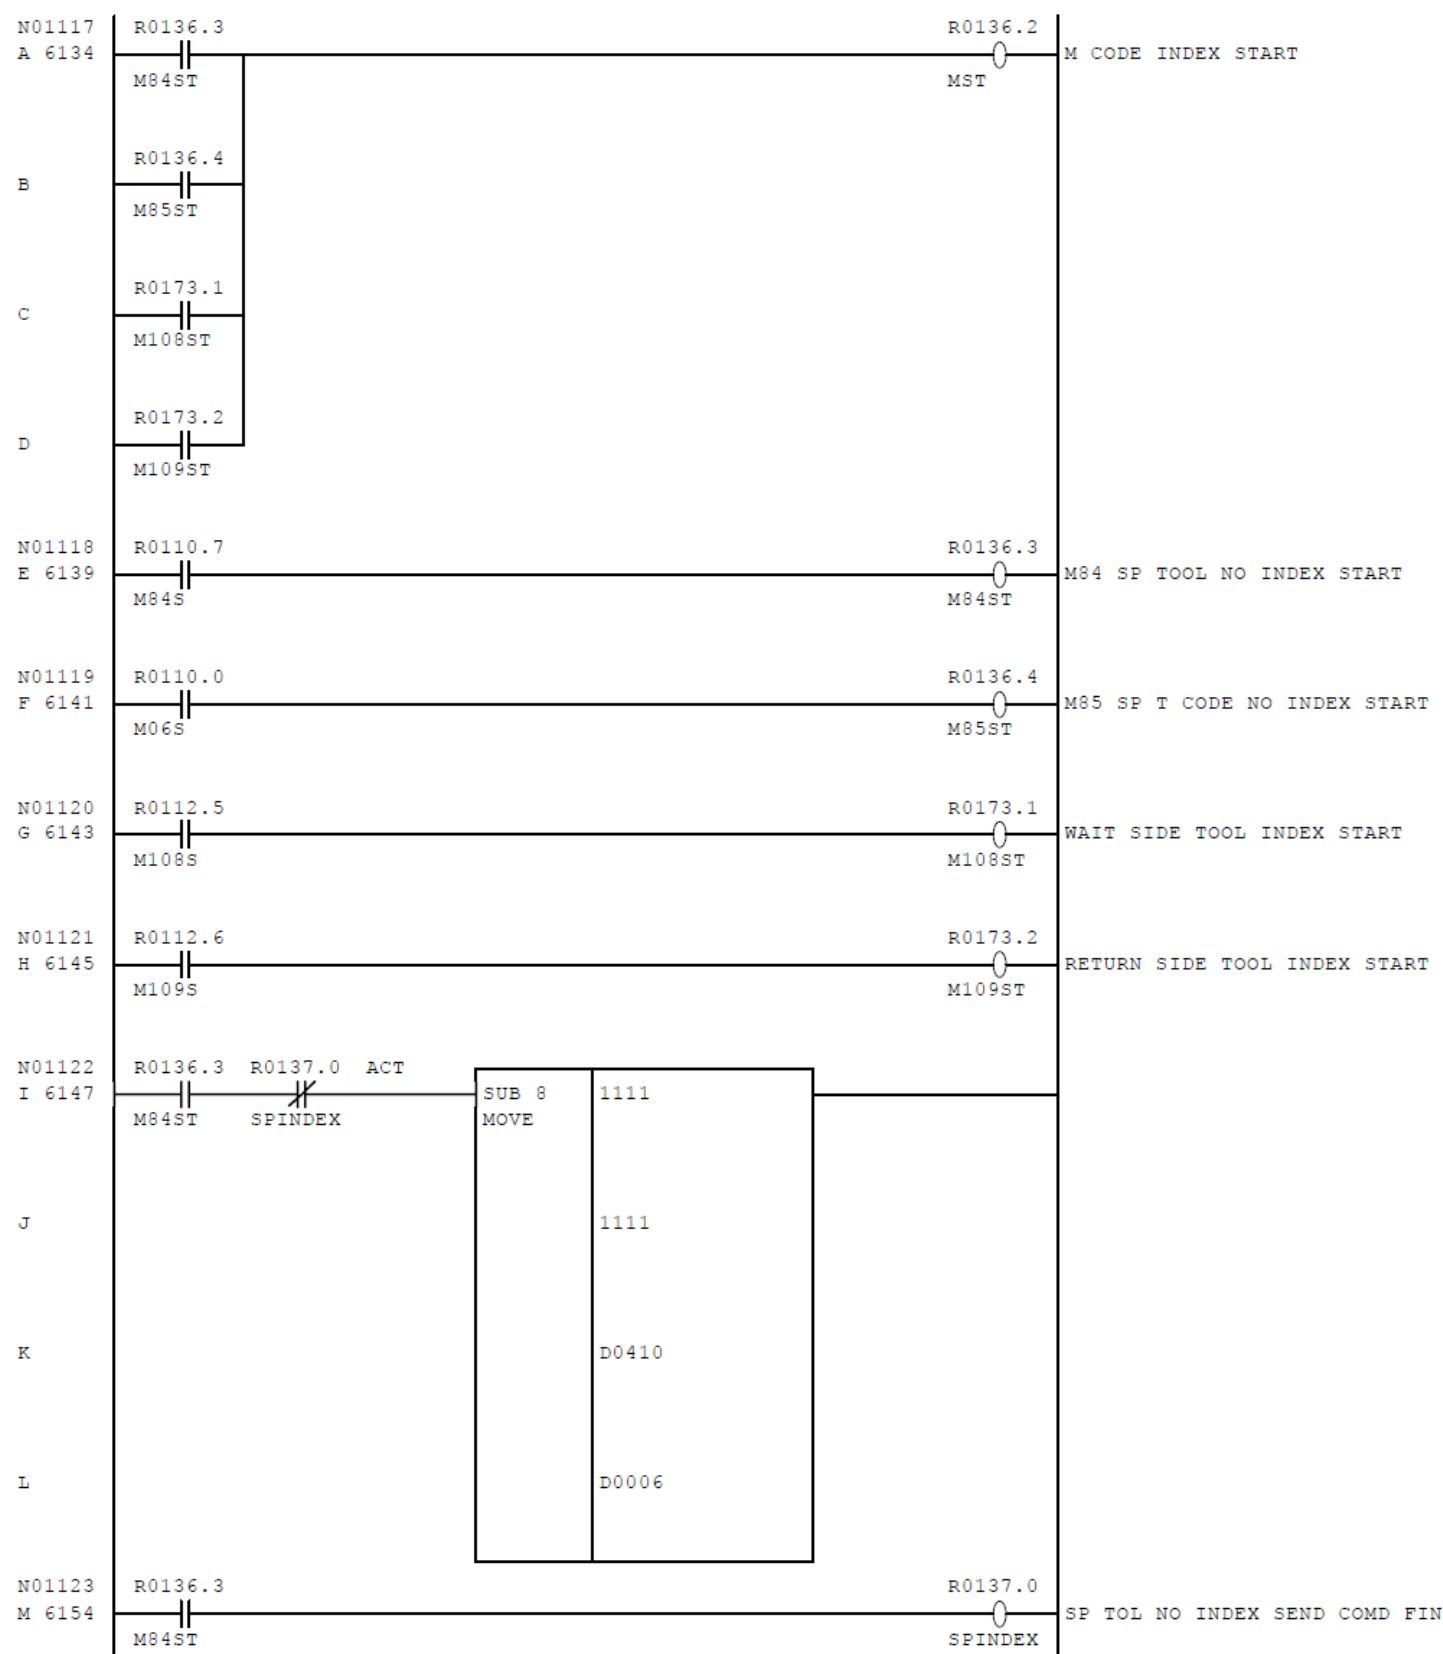 N01117 R0136.3 R0136.2
A 6134 M CODE INDEX START
M84ST MST
R0136.4
B
M85ST
R0173.1
C
M108ST
R0173.2
D
M109ST
N01118 R0110.7 R0136.3
E 6139 M84 SP TOOL NO INDEX START
M84S M84ST
N01119 R0110.0 R0136.4
F 6141 M85 SP T CODE NO INDEX START
M06S M85ST
N01120 R0112.5 R0173.1
G 6143 WAIT SIDE TOOL INDEX START
M108S M108ST
N01121 R0112.6 R0173.2
H 6145 RETURN SIDE TOOL INDEX START
M109S M109ST
N01122 R0136.3 R0137.0 ACT
I 6147 SUB 8 1111
M84ST SPINDEX MOVE
J 1111
K D0410
L D0006
N01123 R0136.3 R0137.0
M 6154 SP TOL NO INDEX SEND COMD FIN
M84ST SPINDEX